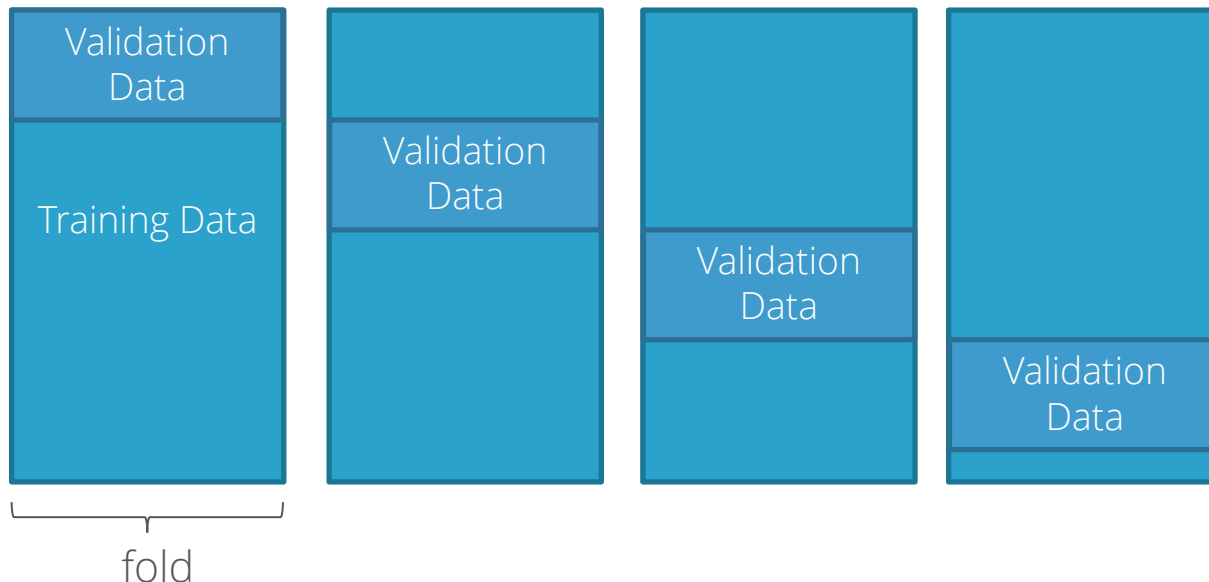 Validation
Data
Training Data
Validation
Data
Validation
Data
Validation
Data
fold